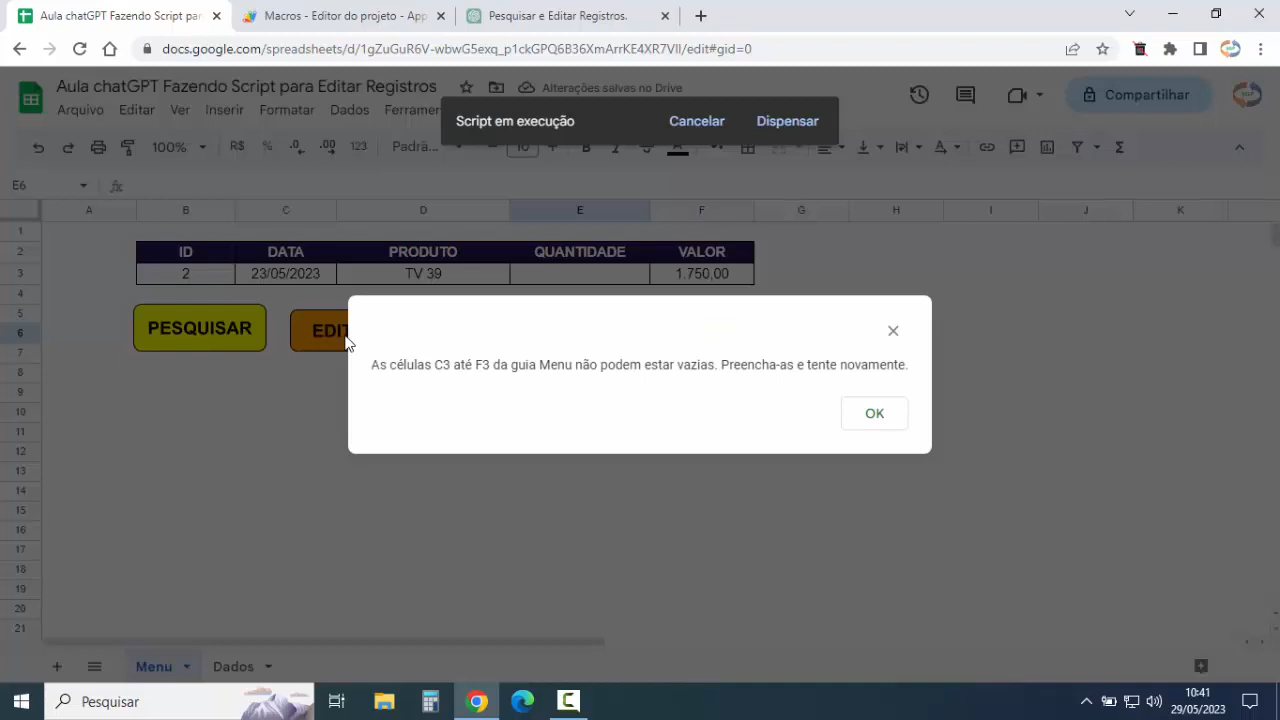 Aula chatGPT Fazendo Script para
Macros - Editor do projeto - App
Pesquisar e Editar Registros.
docs.google.com/spreadsheets/d/1gZuGuR6V-wbwG5exq_p1ckGPQ6B36XmArrKE4XR7VlI/edit#gid=0
Aula chatGPT Fazendo Script para Editar Registros
Alterações salvas no Drive
Compartilhar
Arquivo Editar Ver Inserir Formatar Dados Ferramen
Script em execução Cancelar Dispensar
100% R$ % .0 .00 123 Padrã... 10 B I
E6 fx
A B C D E F G H I J K
1
2 ID DATA PRODUTO QUANTIDADE VALOR
3 2 23/05/2023 TV 39 1.750,00
4
5
PESQUISAR EDIT
6
7
As células C3 até F3 da guia Menu não podem estar vazias. Preencha-as e tente novamente.
OK
8
9
10
11
12
13
14
15
16
17
18
19
20
21
Menu Dados
Pesquisar
10:41
29/05/2023